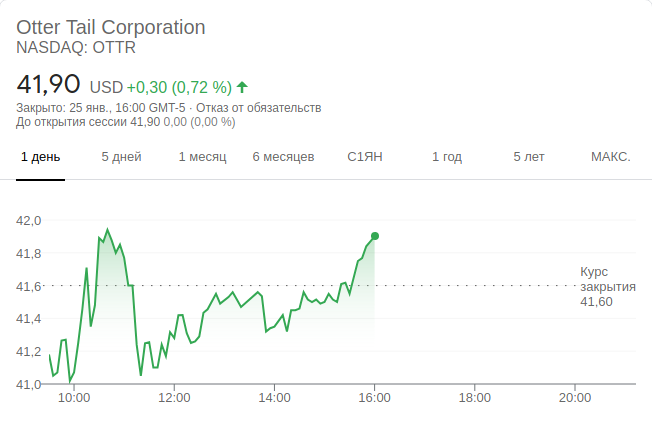 Otter Tail Corporation
NASDAQ: OTTR
41,90 USD +0,30 (0,72 %)
Закрыто: 25 янв., 16:00 GMT-5 · Отказ от обязательств
До открытия сессии 41,90 0,00 (0,00 %)
1 день 5 дней 1 месяц 6 месяцев С1ЯН 1 год 5 лет МАКС.
42,0
41,8
41,6
41,4
41,2
41,0
Курс
закрытия
41,60
10:00 12:00 14:00 16:00 18:00 20:00